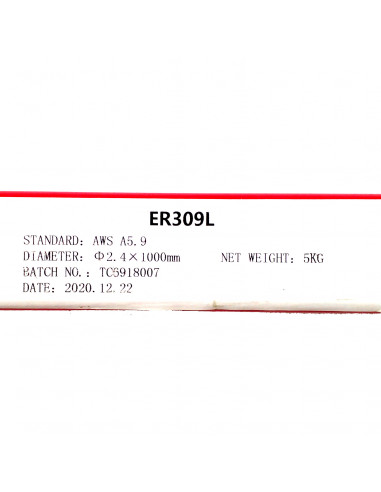 ER309L
STANDARD: AWS A5.9
DIAMETER: Φ2.4×1000mm NET WEIGHT: 5KG
BATCH NO.: TC5918007
DATE: 2020.12.22